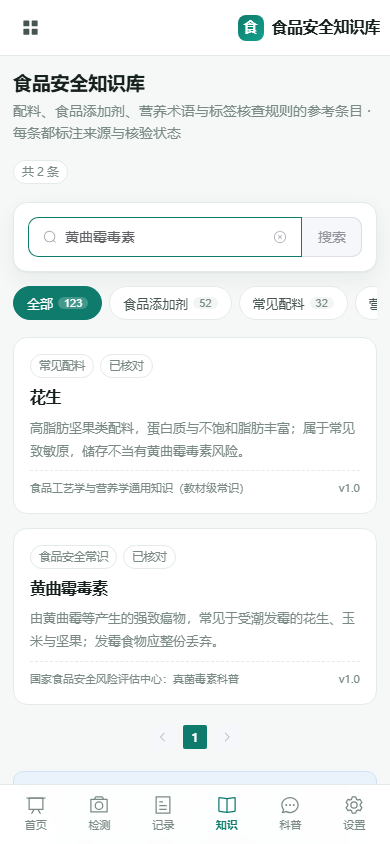 食 食品安全知识库
食品安全知识库
配料、食品添加剂、营养术语与标签核查规则的参考条目 ·
每条都标注来源与核验状态
共 2 条
黄曲霉毒素 搜索
全部 123 食品添加剂 52 常见配料 32
常见配料 已核对
花生
高脂肪坚果类配料，蛋白质与不饱和脂肪丰富；属于常见
致敏原，储存不当有黄曲霉毒素风险。
食品工艺学与营养学通用知识（教材级常识） v1.0
食品安全常识 已核对
黄曲霉毒素
由黄曲霉等产生的强致癌物，常见于受潮发霉的花生、玉
米与坚果；发霉食物应整份丢弃。
国家食品安全风险评估中心：真菌毒素科普 v1.0
1
首页 检测 记录 知识 科普 设置